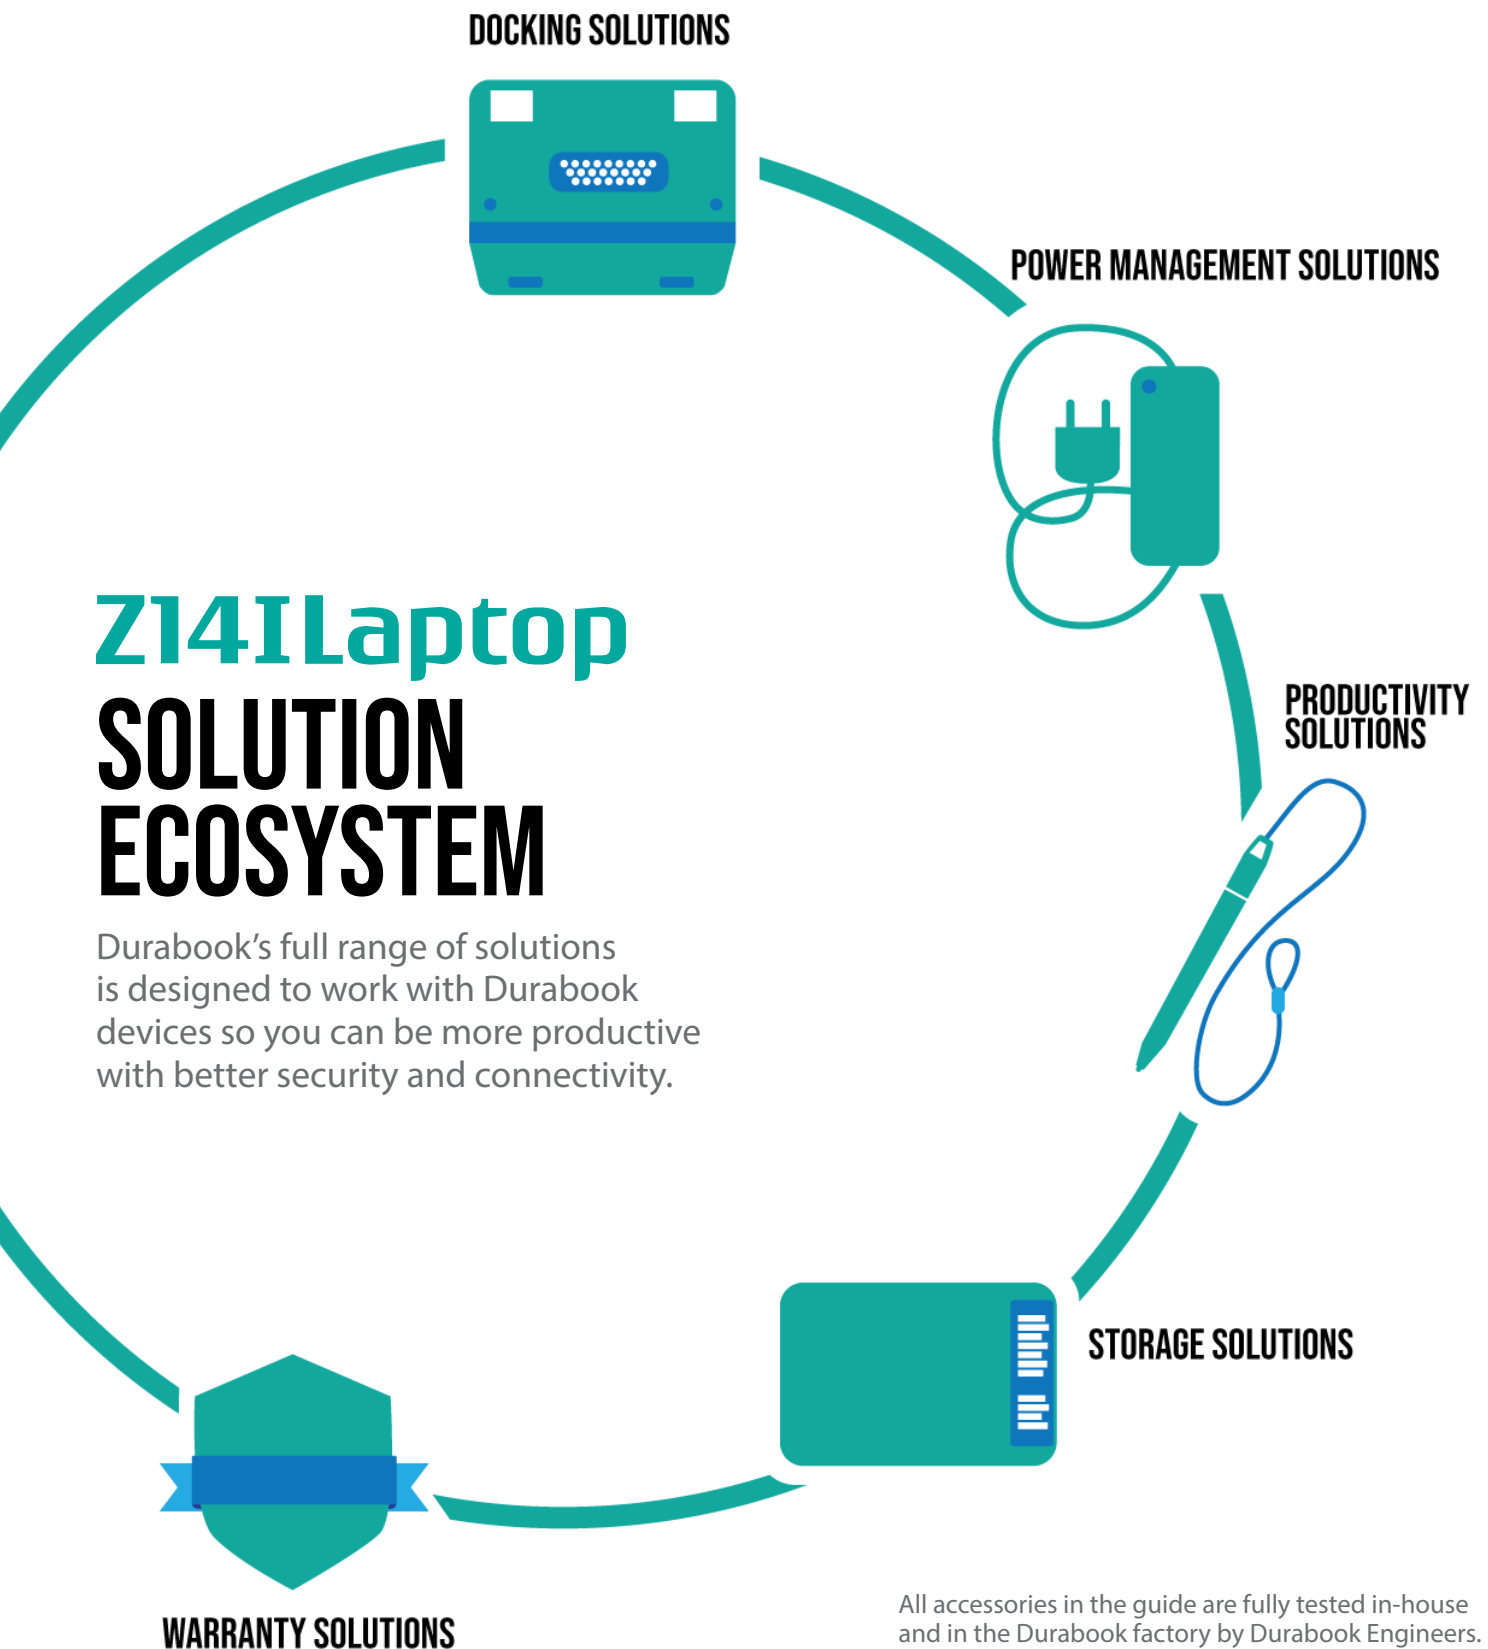 DOCKING SOLUTIONS
POWER MANAGEMENT SOLUTIONS
Z14I Laptop
SOLUTION
ECOSYSTEM
PRODUCTIVITY
SOLUTIONS
Durabook’s full range of solutions
is designed to work with Durabook
devices so you can be more productive
with better security and connectivity.
STORAGE SOLUTIONS
WARRANTY SOLUTIONS
All accessories in the guide are fully tested in-house
and in the Durabook factory by Durabook Engineers.